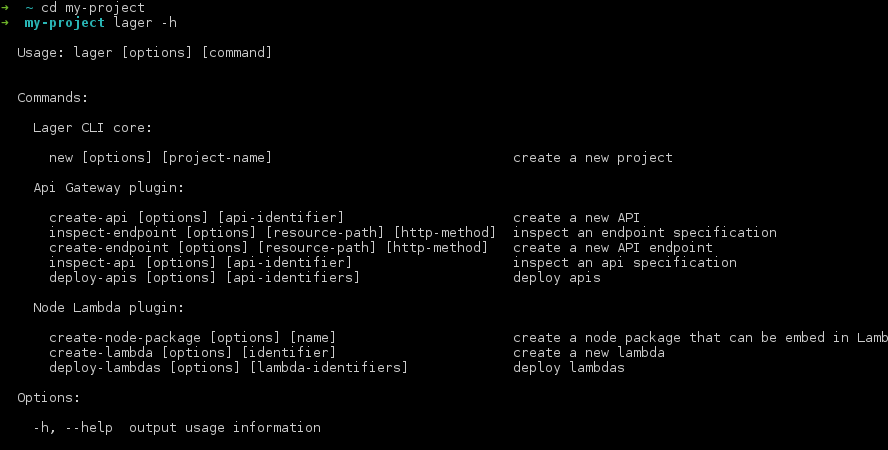 ➜  ~ cd my-project
➜  my-project lager -h
Usage: lager [options] [command]
Commands:
Lager CLI core:
new [options] [project-name]                              create a new project
Api Gateway plugin:
create-api [options] [api-identifier]                     create a new API
inspect-endpoint [options] [resource-path] [http-method]  inspect an endpoint specification
create-endpoint [options] [resource-path] [http-method]   create a new API endpoint
inspect-api [options] [api-identifier]                    inspect an api specification
deploy-apis [options] [api-identifiers]                   deploy apis
Node Lambda plugin:
create-node-package [options] [name]                      create a node package that can be embed in Lamb
create-lambda [options] [identifier]                      create a new lambda
deploy-lambdas [options] [lambda-identifiers]             deploy lambdas
Options:
-h, --help  output usage information